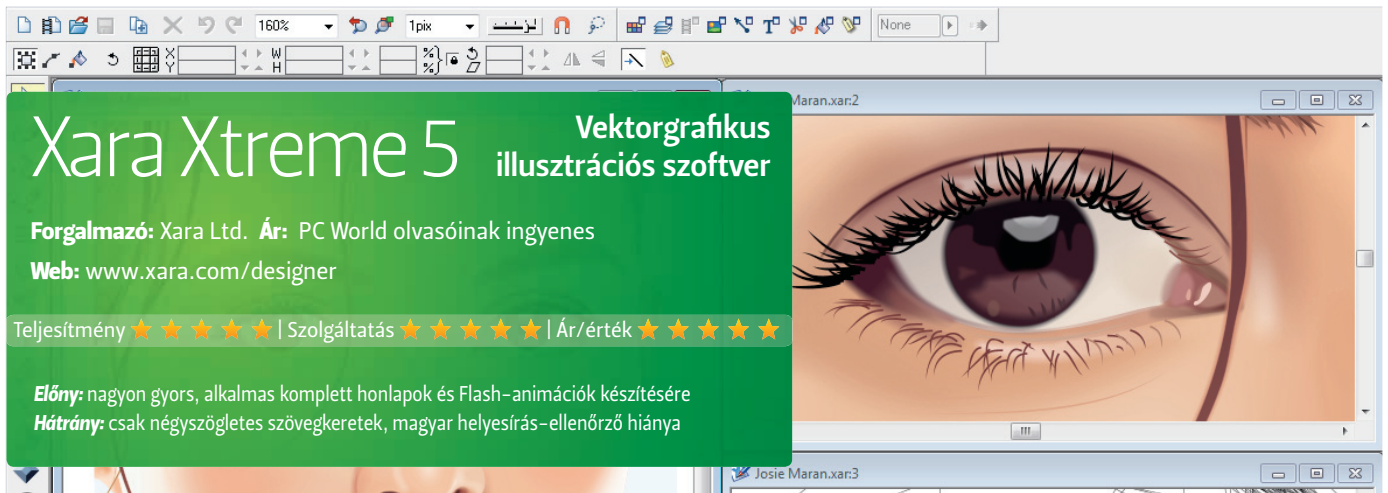 160%
1pix
None
X
Y
W
H
%
%
Maran.xar:2
Xara Xtreme 5
Vektorgrafikus
illusztrációs szoftver
Forgalmazó: Xara Ltd. Ár: PC World olvasóinak ingyenes
Web: www.xara.com/designer
Teljesítmény ★ ★ ★ ★ ★ | Szolgáltatás ★ ★ ★ ★ ★ | Ár/érték ★ ★ ★ ★ ★
Előny: nagyon gyors, alkalmas komplett honlapok és Flash-animációk készítésére
Hátrány: csak négyszögletes szövegkeretek, magyar helyesírás-ellenőrző hiánya
Josie Maran.xar:3